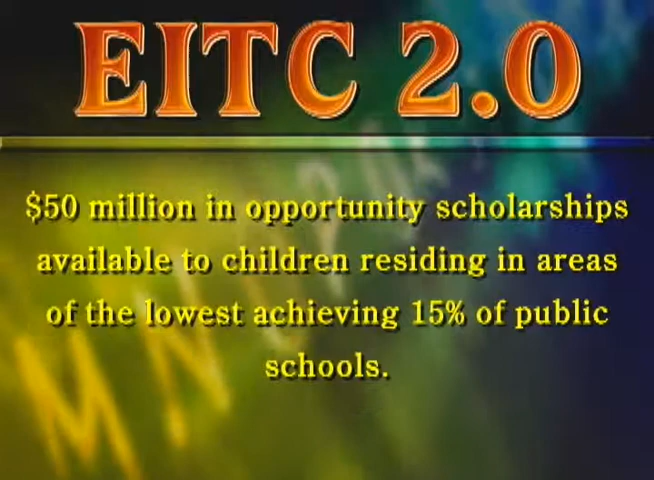 EITC 2.0
$50 million in opportunity scholarships
available to children residing in areas
of the lowest achieving 15% of public
schools.